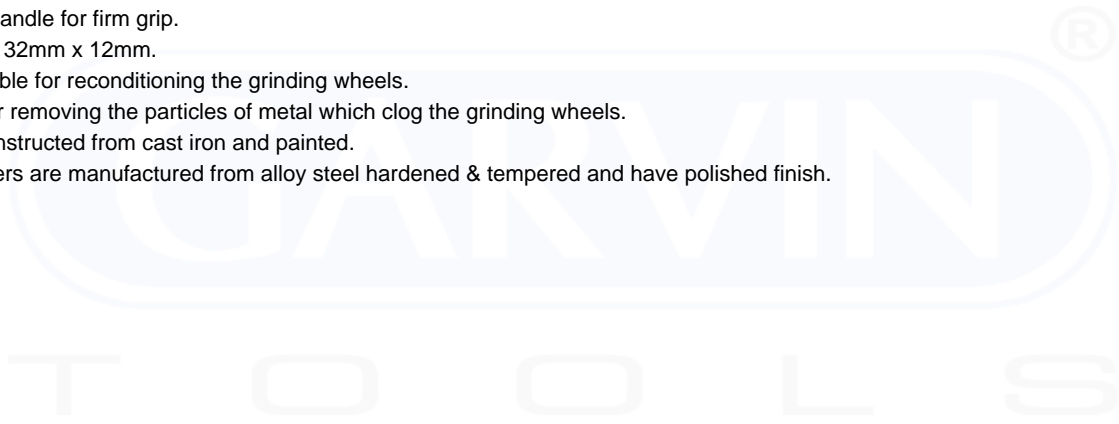 andle for firm grip.
32mm x 12mm.
ble for reconditioning the grinding wheels.
r removing the particles of metal which clog the grinding wheels.
nstructed from cast iron and painted.
ers are manufactured from alloy steel hardened & tempered and have polished finish.
GARVIN®
TOOLS